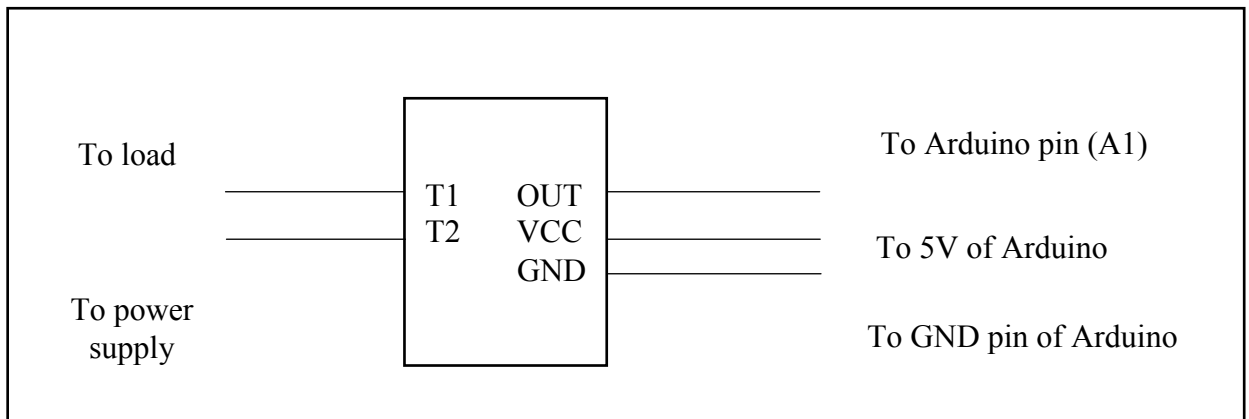 To load
To power
supply
T1
T2
OUT
VCC
GND
To Arduino pin (A1)
To 5V of Arduino
To GND pin of Arduino